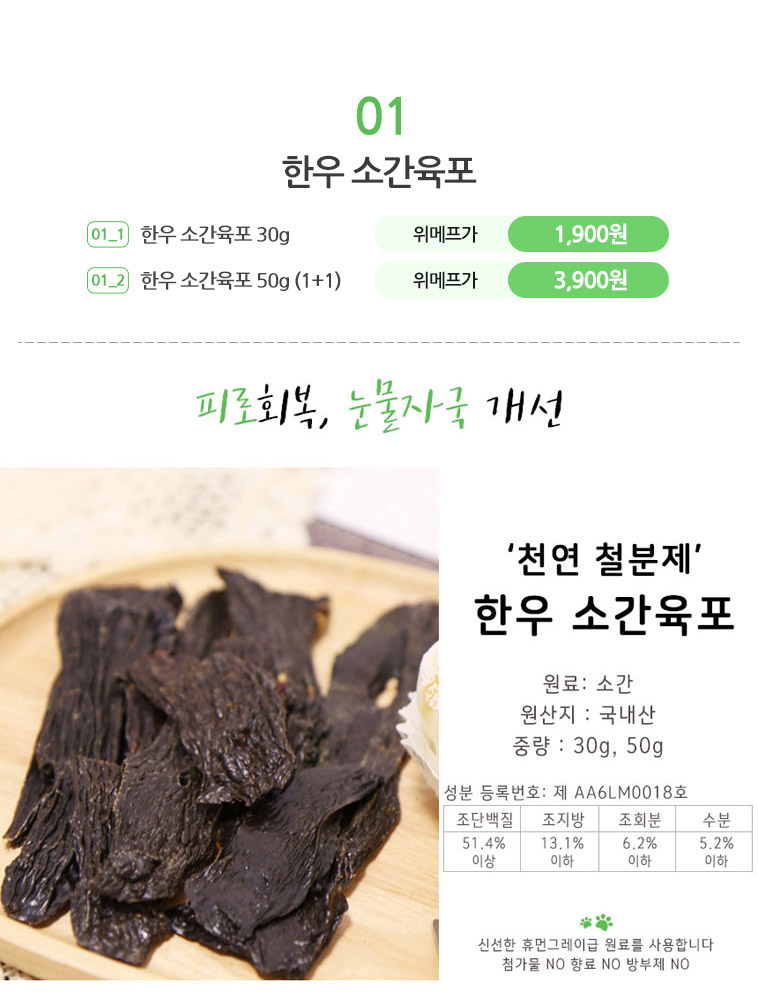 01
한우 소간육포
01_1 한우 소간육포 30g 위메프가 1,900원
01_2 한우 소간육포 50g (1+1) 위메프가 3,900원
피로회복, 눈물자국 개선
‘천연 철분제’
한우 소간육포
원료: 소간
원산지 : 국내산
중량 : 30g, 50g
성분 등록번호: 제 AA6LM0018호
조단백질 조지방 조회분 수분
51.4% 13.1% 6.2% 5.2%
이상 이하 이하 이하
신선한 휴먼그레이급 원료를 사용합니다
첨가물 NO 향료 NO 방부제 NO